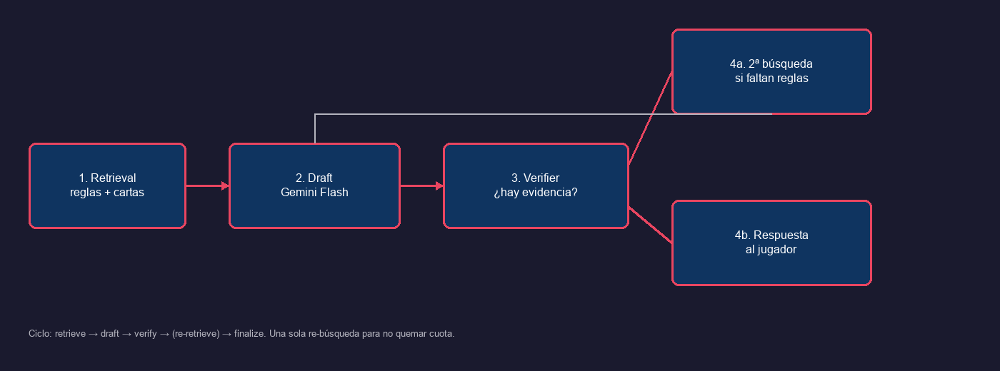 4a. 2ª búsqueda
si faltan reglas
1. Retrieval
reglas + cartas
2. Draft
Gemini Flash
3. Verifier
¿hay evidencia?
4b. Respuesta
al jugador
Ciclo: retrieve → draft → verify → (re-retrieve) → finalize. Una sola re-búsqueda para no quemar cuota.